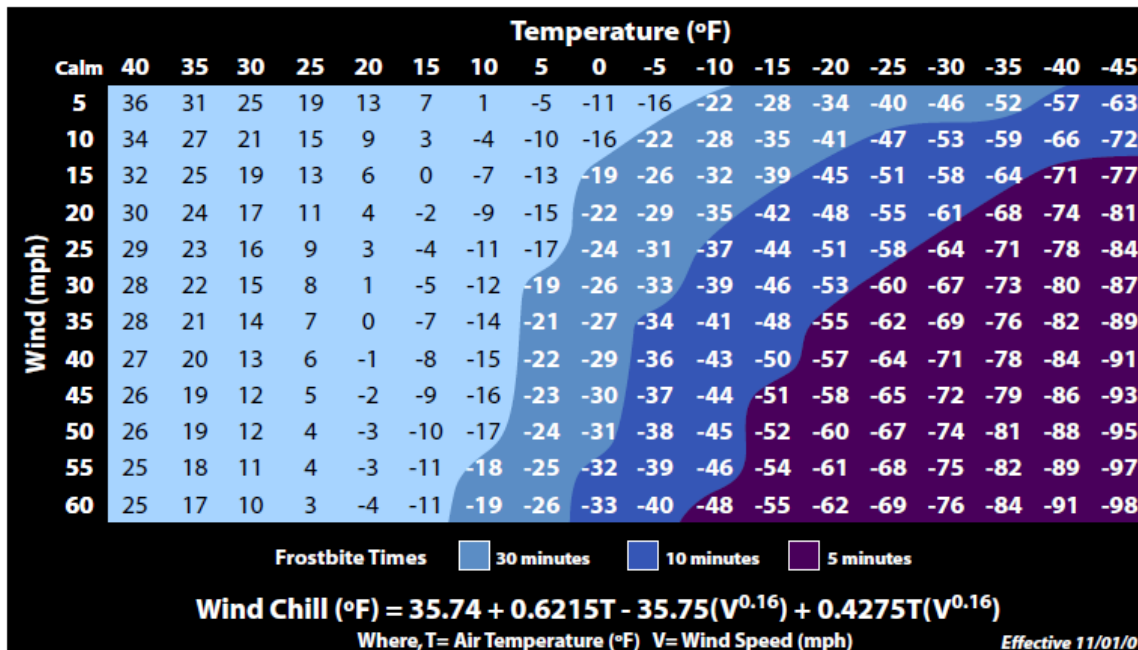 Temperature (ºF)
Calm 40 35 30 25 20 15 10 5 0 -5 -10 -15 -20 -25 -30 -35 -40 -45
5 36 31 25 19 13 7 1 -5 -11 -16 -22 -28 -34 -40 -46 -52 -57 -63
10 34 27 21 15 9 3 -4 -10 -16 -22 -28 -35 -41 -47 -53 -59 -66 -72
15 32 25 19 13 6 0 -7 -13 -19 -26 -32 -39 -45 -51 -58 -64 -71 -77
20 30 24 17 11 4 -2 -9 -15 -22 -29 -35 -42 -48 -55 -61 -68 -74 -81
25 29 23 16 9 3 -4 -11 -17 -24 -31 -37 -44 -51 -58 -64 -71 -78 -84
30 28 22 15 8 1 -5 -12 -19 -26 -33 -39 -46 -53 -60 -67 -73 -80 -87
35 28 21 14 7 0 -7 -14 -21 -27 -34 -41 -48 -55 -62 -69 -76 -82 -89
40 27 20 13 6 -1 -8 -15 -22 -29 -36 -43 -50 -57 -64 -71 -78 -84 -91
45 26 19 12 5 -2 -9 -16 -23 -30 -37 -44 -51 -58 -65 -72 -79 -86 -93
50 26 19 12 4 -3 -10 -17 -24 -31 -38 -45 -52 -60 -67 -74 -81 -88 -95
55 25 18 11 4 -3 -11 -18 -25 -32 -39 -46 -54 -61 -68 -75 -82 -89 -97
60 25 17 10 3 -4 -11 -19 -26 -33 -40 -48 -55 -62 -69 -76 -84 -91 -98
Wind (mph)
Frostbite Times 30 minutes 10 minutes 5 minutes
Wind Chill (ºF) = 35.74 + 0.6215T - 35.75(V^0.16) + 0.4275T(V^0.16)
Where, T= Air Temperature (ºF) V= Wind Speed (mph) Effective 11/01/0